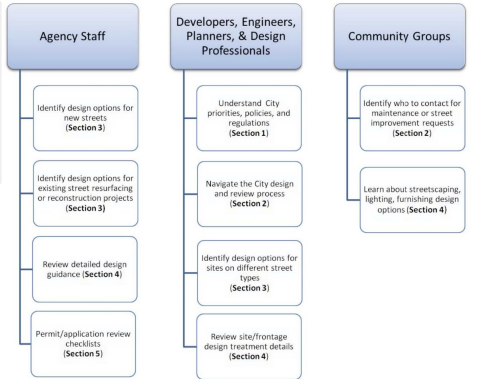 Agency Staff
Identify design options for
new streets
(Section 3)
Identify design options for
existing street resurfacing
or reconstruction projects
(Section 3)
Review detailed design
guidance (Section 4)
Permit/application review
checklists
(Section 5)
Developers, Engineers,
Planners, & Design
Professionals
Understand City
priorities, policies, and
regulations
(Section 1)
Navigate the City design
and review process
(Section 2)
Identify design options for
sites on different street
types
(Section 3)
Review site/frontage
design treatment details
(Section 4)
Community Groups
Identify who to contact for
maintenance or street
improvement requests
(Section 2)
Learn about streetscaping,
lighting, furnishing design
options (Section 4)